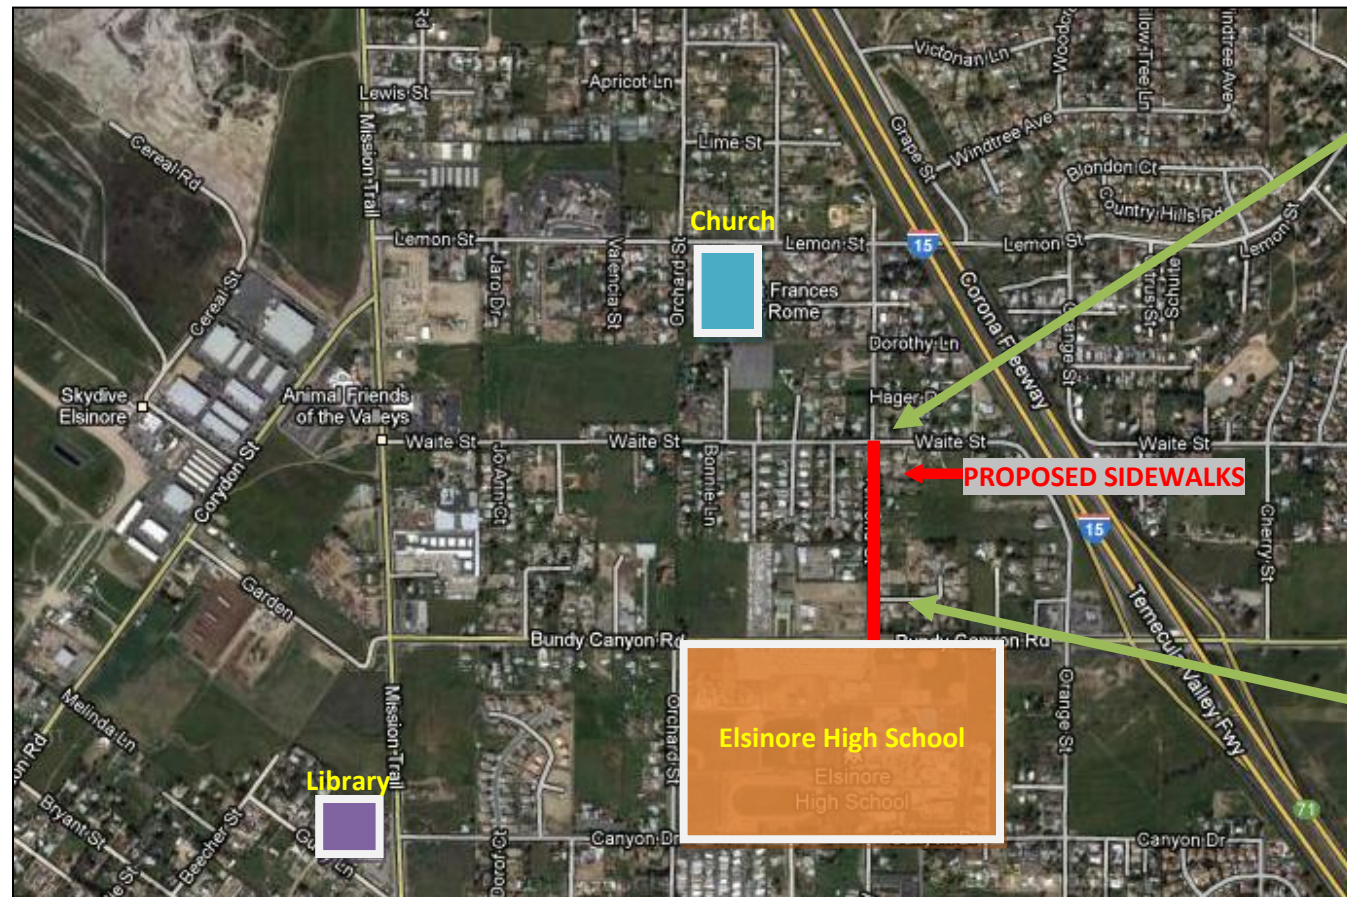 Rd
Victorian Ln
Apricot Ln
Lewis St
Mission Trail
Grape St
Windtree Ave
Lime St
Blondon Ct
Cereal Rd
Country Hills Rd
Church
Lemon St
Lemon St
15
Lemon St
Lemon St
Jaro Dr
Valencia St
Orchard St
Frances
Rome
Cereal St
Corona Freeway
Orange St
Dorothy Ln
Skydive
Elsinore
Animal Friends
of the Valleys
Waite St
Waite St
Waite St
Waite St
Jo Ann Ct
Bonnie Ln
PROPOSED SIDEWALKS
Corydon St
15
Cherry St
Garden
Bundy Canyon Rd
Bundy Canyon Rd
Temecula Valley Fwy
Melinda Ln
Mission Trail
Orchard St
Elsinore High School
Orange St
Elsinore
High School
Library
Bryant St
Beecher St
Canyon Dr
Canyon Dr
71